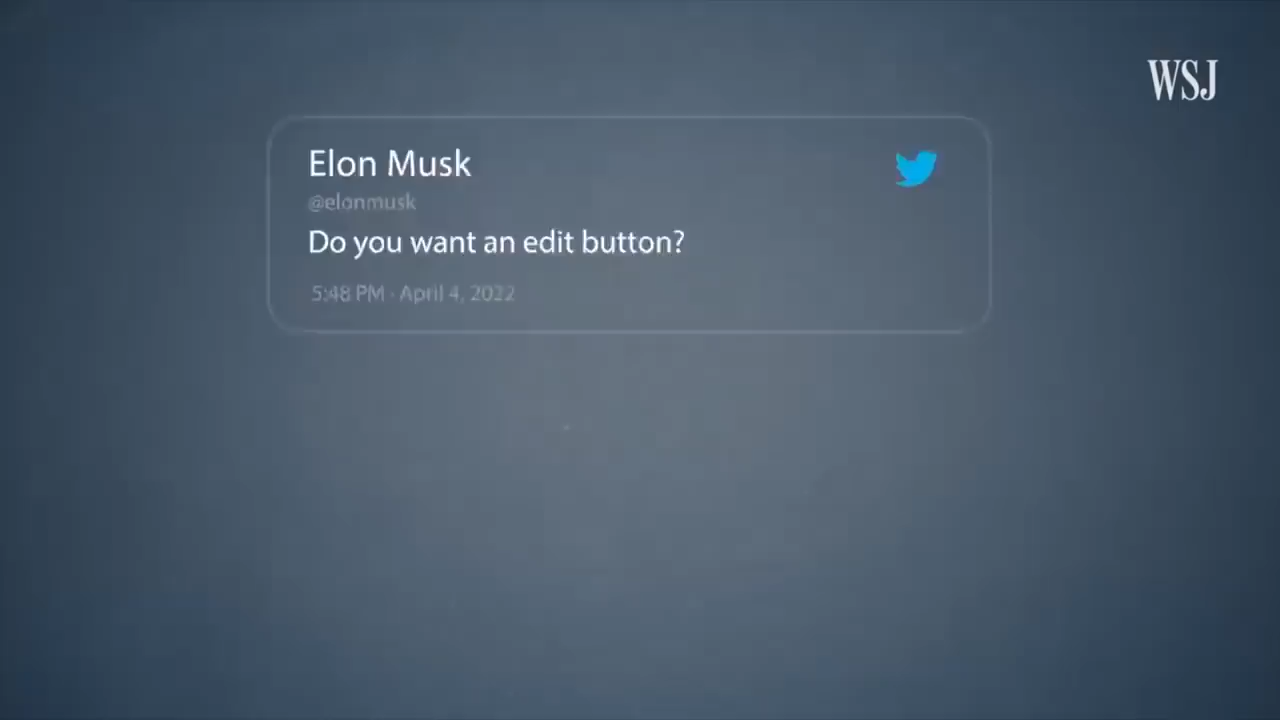 WSJ
Elon Musk
@elonmusk
Do you want an edit button?
5:48 PM · April 4, 2022